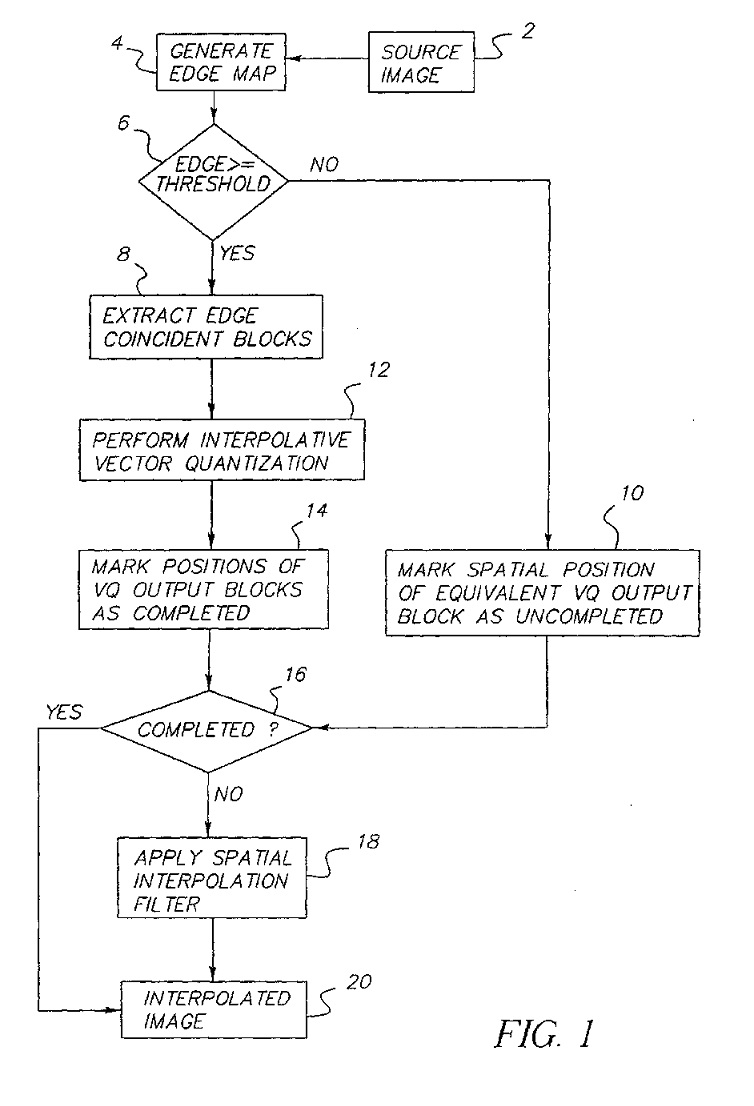 2
SOURCE
IMAGE
4
GENERATE
EDGE MAP
6
EDGE>=
THRESHOLD
NO
YES
8
EXTRACT EDGE
COINCIDENT BLOCKS
12
PERFORM INTERPOLATIVE
VECTOR QUANTIZATION
14
MARK POSITIONS OF
VQ OUTPUT BLOCKS
AS COMPLETED
10
MARK SPATIAL POSITION
OF EQUIVALENT VQ OUTPUT
BLOCK AS UNCOMPLETED
16
COMPLETED ?
YES
NO
18
APPLY SPATIAL
INTERPOLATION
FILTER
20
INTERPOLATED
IMAGE
FIG. 1